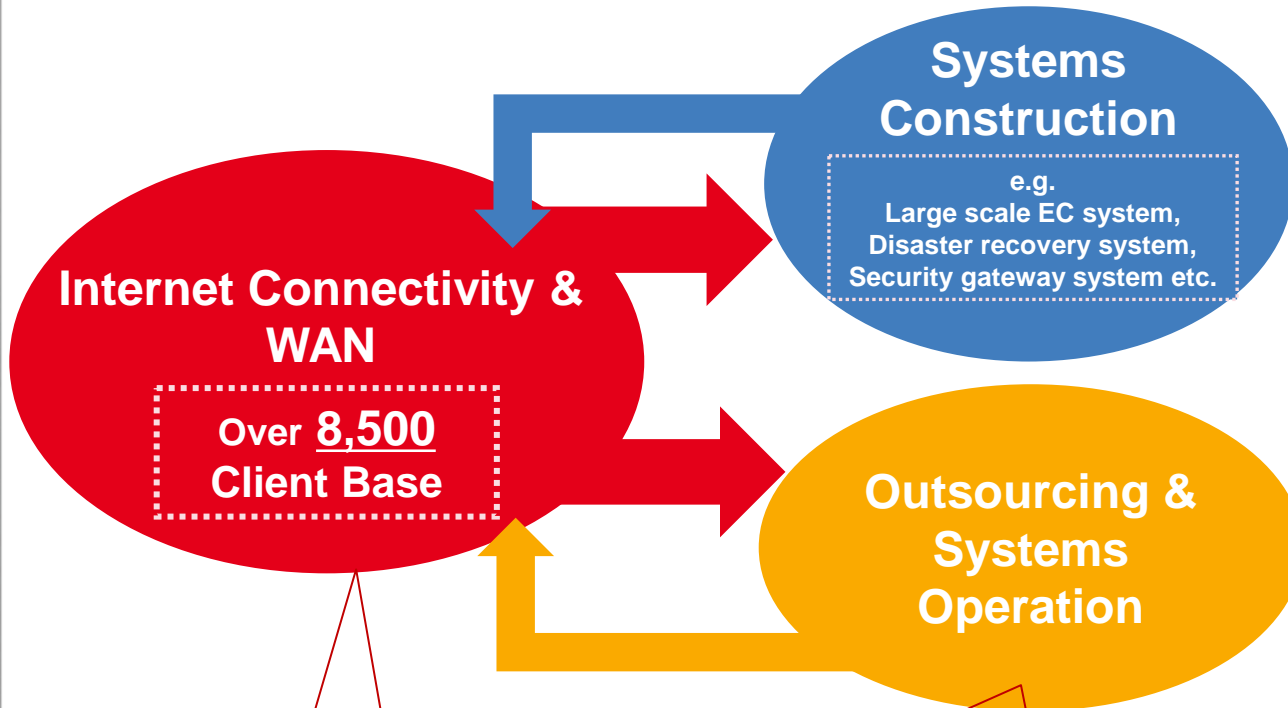 Systems
Construction
e.g.
Large scale EC system,
Disaster recovery system,
Security gateway system etc.
Internet Connectivity &
WAN
Over 8,500
Client Base
Outsourcing &
Systems
Operation